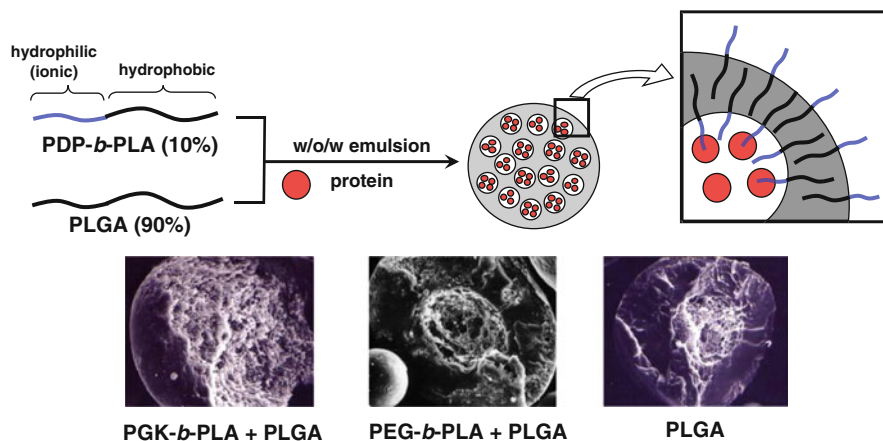 hydrophilic
(ionic)
hydrophobic
PDP-b-PLA (10%)
PLGA (90%)
w/o/w emulsion
protein
PGK-b-PLA + PLGA
PEG-b-PLA + PLGA
PLGA